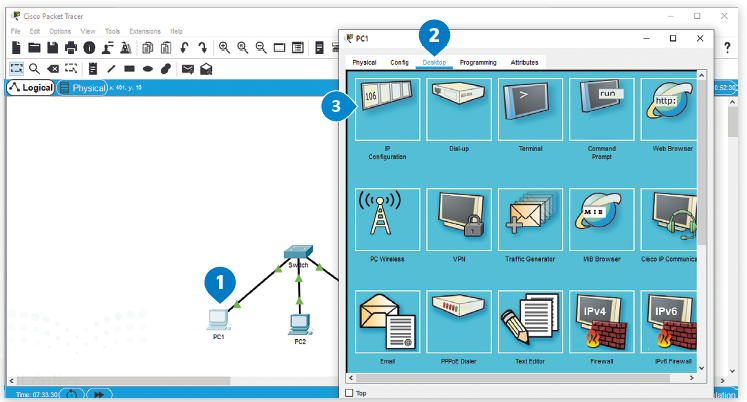 Cisco Packet Tracer
File Edit Options View Tools Extensions Help
?
Logical Physical x: 401, y: 10
0:52:30
PC1
2
Physical Config Desktop Programming Attributes
3
106
>
run
http:
IP Configuration
Dial-up
Terminal
Command Prompt
Web Browser
MIB
PC Wireless
VPN
Traffic Generator
MIB Browser
Cisco IP Communica
@
IPv4
IPv6
Email
PPPoE Dialer
Text Editor
Firewall
IPv6 Firewall
Top
Switch
1
PC1
PC2
Time: 07:33:30
lation